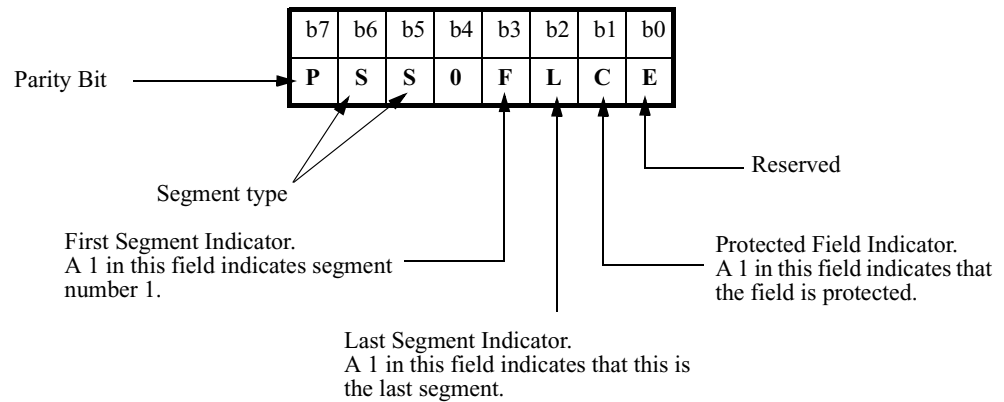 b7 b6 b5 b4 b3 b2 b1 b0
Parity Bit
P S S 0 F L C E
Reserved
Segment type
First Segment Indicator.
A 1 in this field indicates segment
number 1.
Protected Field Indicator.
A 1 in this field indicates that
the field is protected.
Last Segment Indicator.
A 1 in this field indicates that this is
the last segment.